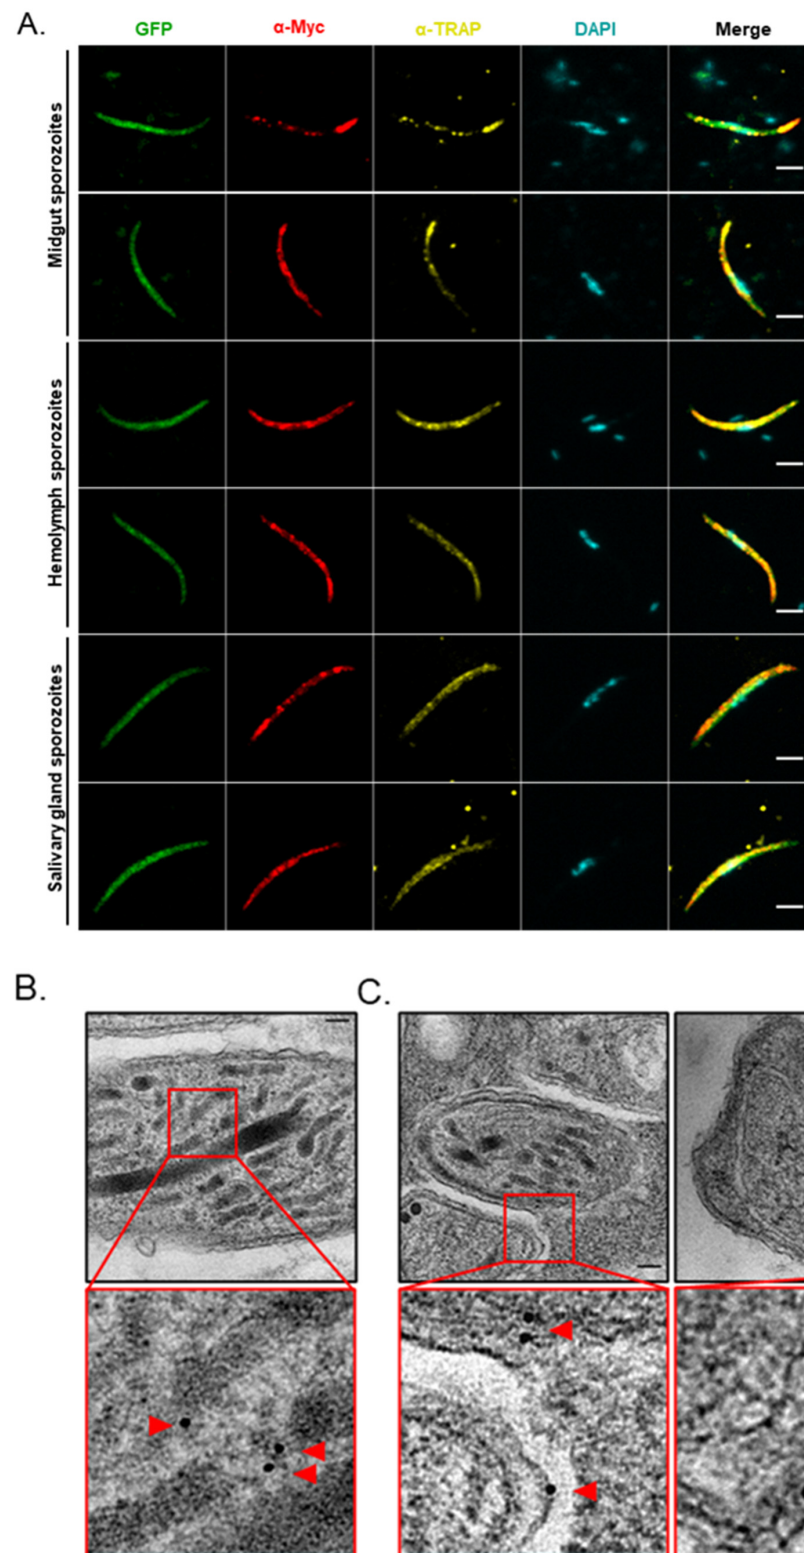 A.
GFP
α-Myc
α-TRAP
DAPI
Merge
Midgut sporozoites
Hemolymph sporozoites
Salivary gland sporozoites
B.
C.